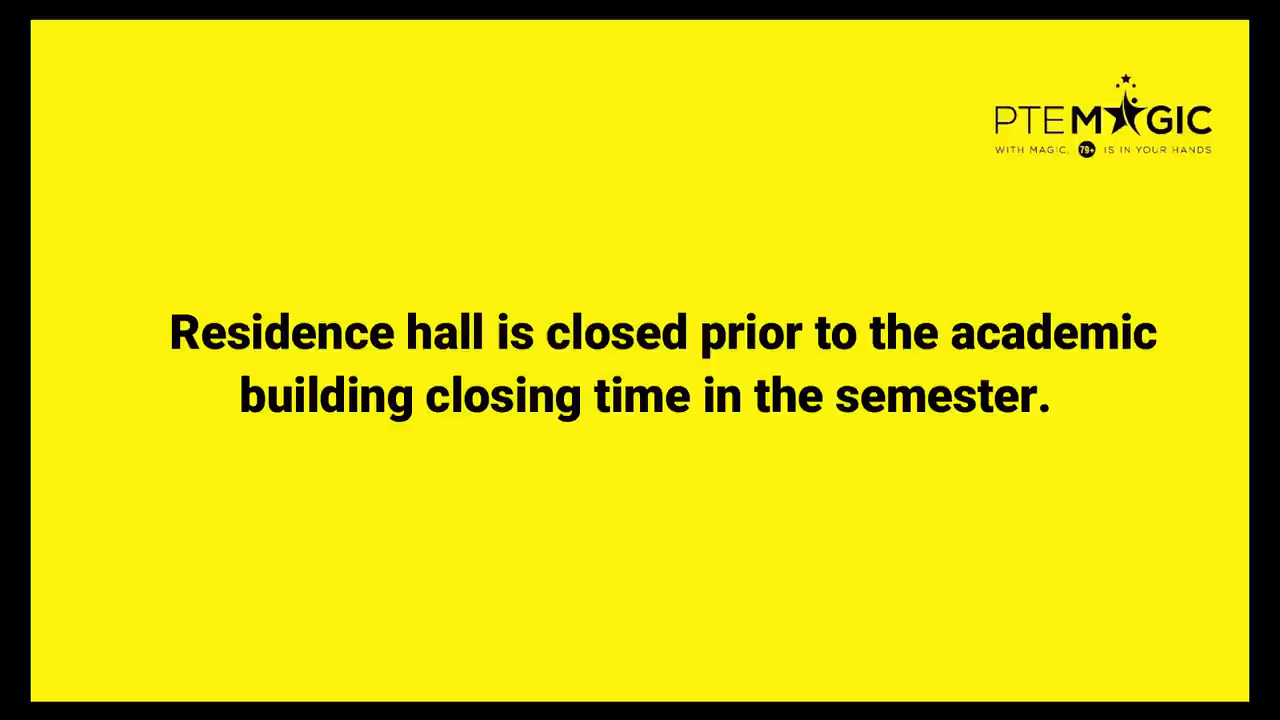 PTEMAGIC
WITH MAGIC, 79+ IS IN YOUR HANDS
Residence hall is closed prior to the academic
building closing time in the semester.